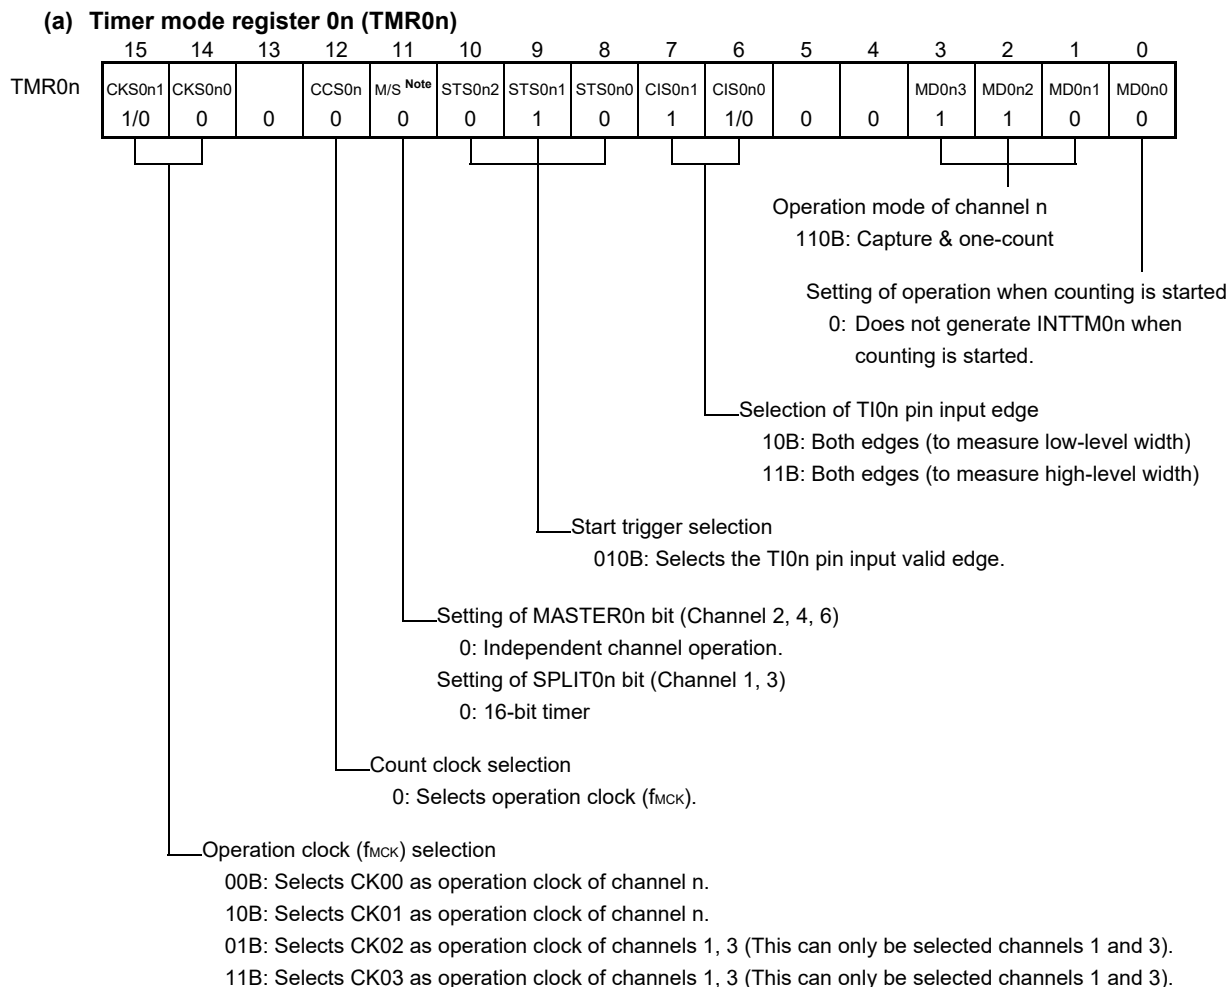 (a) Timer mode register 0n (TMR0n)
15 14 13 12 11 10 9 8 7 6 5 4 3 2 1 0
TMR0n CKS0n1 CKS0n0 CCS0n M/S Note STS0n2 STS0n1 STS0n0 CIS0n1 CIS0n0 MD0n3 MD0n2 MD0n1 MD0n0
1/0 0 0 0 0 0 1 0 1 1/0 0 0 1 1 0 0
Operation mode of channel n
110B: Capture & one-count
Setting of operation when counting is started
0: Does not generate INTTM0n when
counting is started.
Selection of TI0n pin input edge
10B: Both edges (to measure low-level width)
11B: Both edges (to measure high-level width)
Start trigger selection
010B: Selects the TI0n pin input valid edge.
Setting of MASTER0n bit (Channel 2, 4, 6)
0: Independent channel operation.
Setting of SPLIT0n bit (Channel 1, 3)
0: 16-bit timer
Count clock selection
0: Selects operation clock (fMCK).
Operation clock (fMCK) selection
00B: Selects CK00 as operation clock of channel n.
10B: Selects CK01 as operation clock of channel n.
01B: Selects CK02 as operation clock of channels 1, 3 (This can only be selected channels 1 and 3).
11B: Selects CK03 as operation clock of channels 1, 3 (This can only be selected channels 1 and 3).